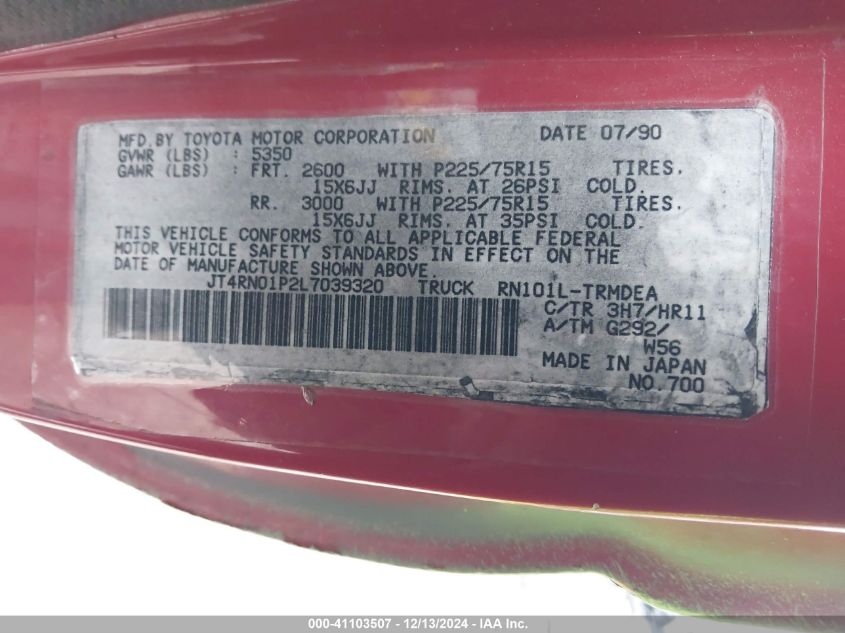 MFD. BY TOYOTA MOTOR CORPORATION DATE 07/90
GVWR (LBS) : 5350
GAWR (LBS) : FRT. 2600 WITH P225/75R15 TIRES.
15X6JJ RIMS. AT 26PSI COLD.
RR. 3000 WITH P225/75R15 TIRES.
15X6JJ RIMS. AT 35PSI COLD.
THIS VEHICLE CONFORMS TO ALL APPLICABLE FEDERAL
MOTOR VEHICLE SAFETY STANDARDS IN EFFECT ON THE
DATE OF MANUFACTURE SHOWN ABOVE.
JT4RN01P2L7039320 TRUCK RN101L-TRMDEA
C/TR 3H7/HR11
A/TM G292/
W56
MADE IN JAPAN
NO.700
000-41103507 - 12/13/2024 - IAA Inc.